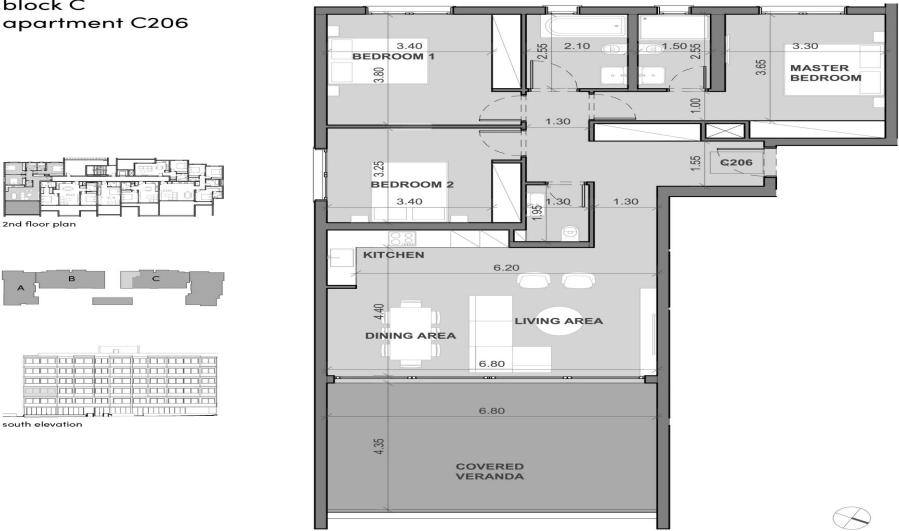 block C
apartment C206
3.40
BEDROOM 1
3.80
2.55
2.10
1.50
2.55
3.65
3.30
MASTER
BEDROOM
1.00
1.30
C206
1.55
3.25
BEDROOM 2
3.40
1.95
1.30
1.30
2nd floor plan
KITCHEN
6.20
A
B
C
4.40
DINING AREA
LIVING AREA
6.80
6.80
south elevation
4.35
COVERED
VERANDA